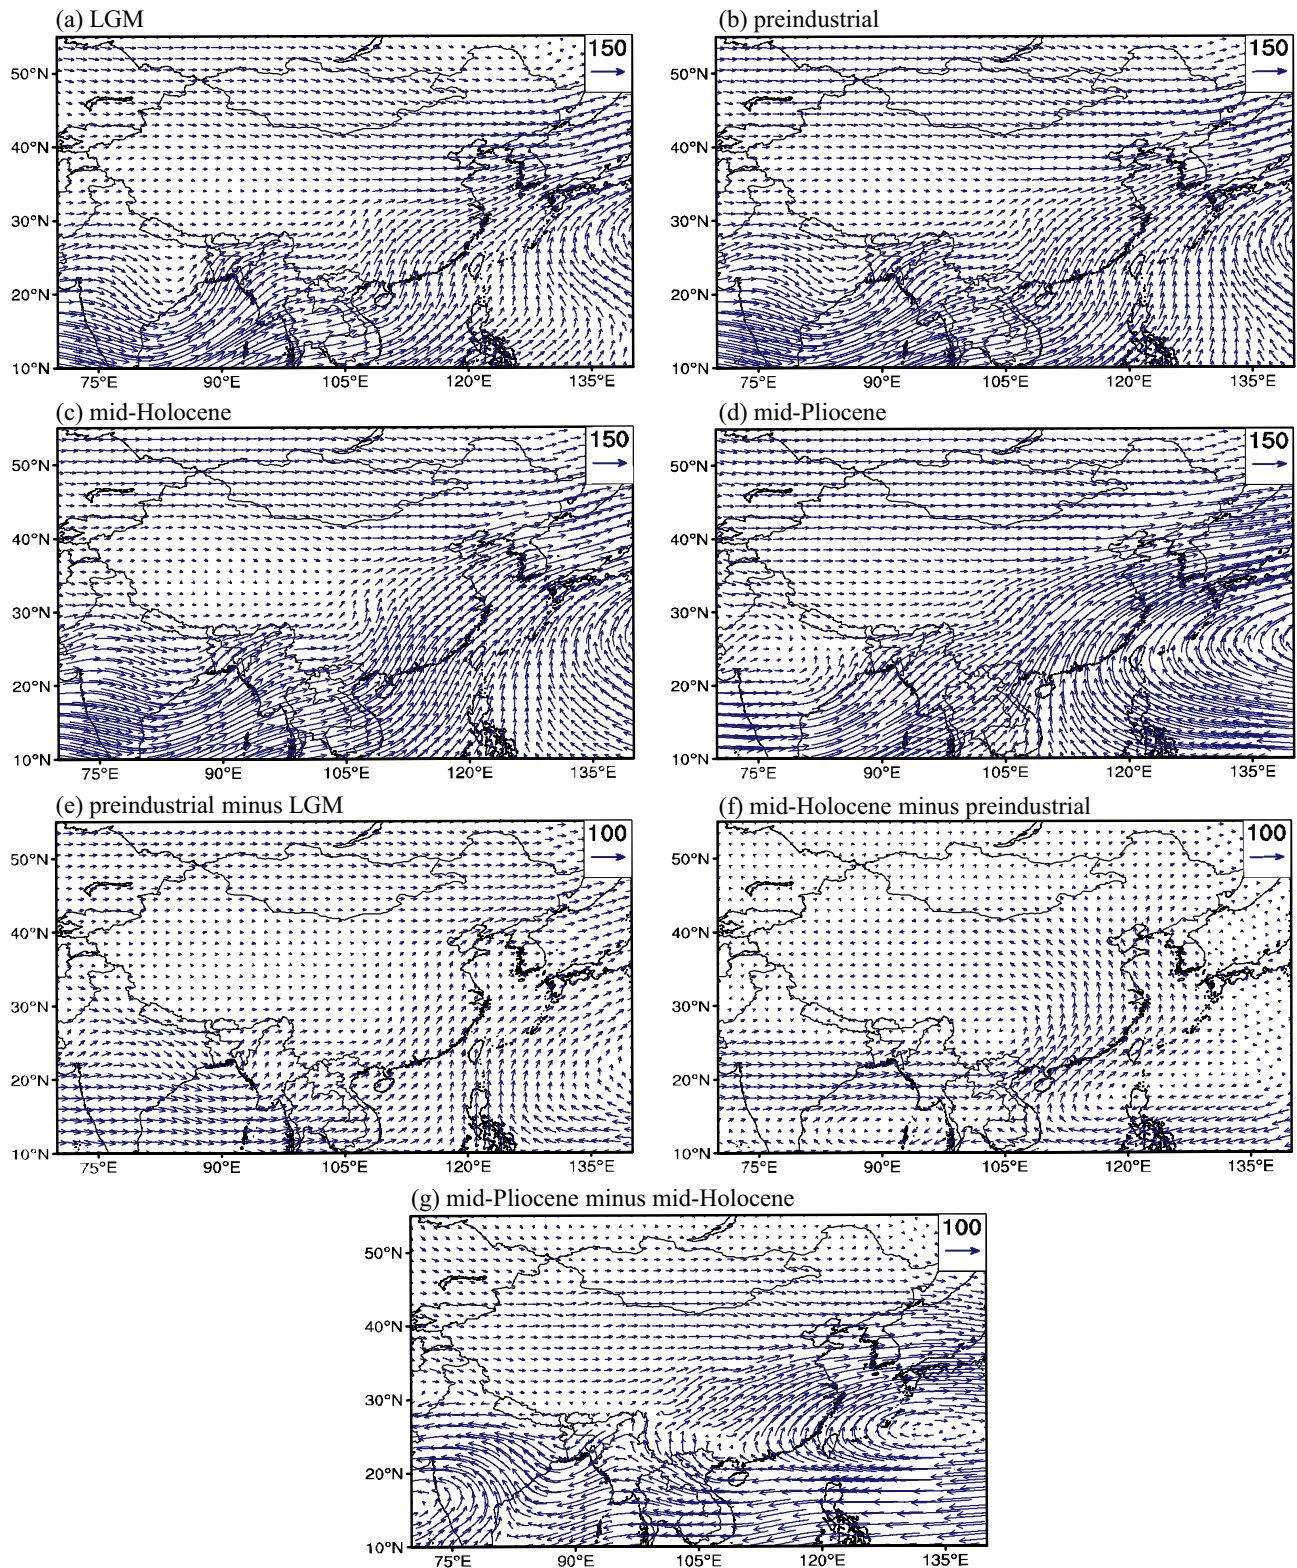 (a) LGM
150
50°N
40°N
30°N
20°N
10°N
75°E 90°E 105°E 120°E 135°E
(b) preindustrial
150
50°N
40°N
30°N
20°N
10°N
75°E 90°E 105°E 120°E 135°E
(c) mid-Holocene
150
50°N
40°N
30°N
20°N
10°N
75°E 90°E 105°E 120°E 135°E
(d) mid-Pliocene
150
50°N
40°N
30°N
20°N
10°N
75°E 90°E 105°E 120°E 135°E
(e) preindustrial minus LGM
100
50°N
40°N
30°N
20°N
10°N
75°E 90°E 105°E 120°E 135°E
(f) mid-Holocene minus preindustrial
100
50°N
40°N
30°N
20°N
10°N
75°E 90°E 105°E 120°E 135°E
(g) mid-Pliocene minus mid-Holocene
100
50°N
40°N
30°N
20°N
10°N
75°E 90°E 105°E 120°E 135°E